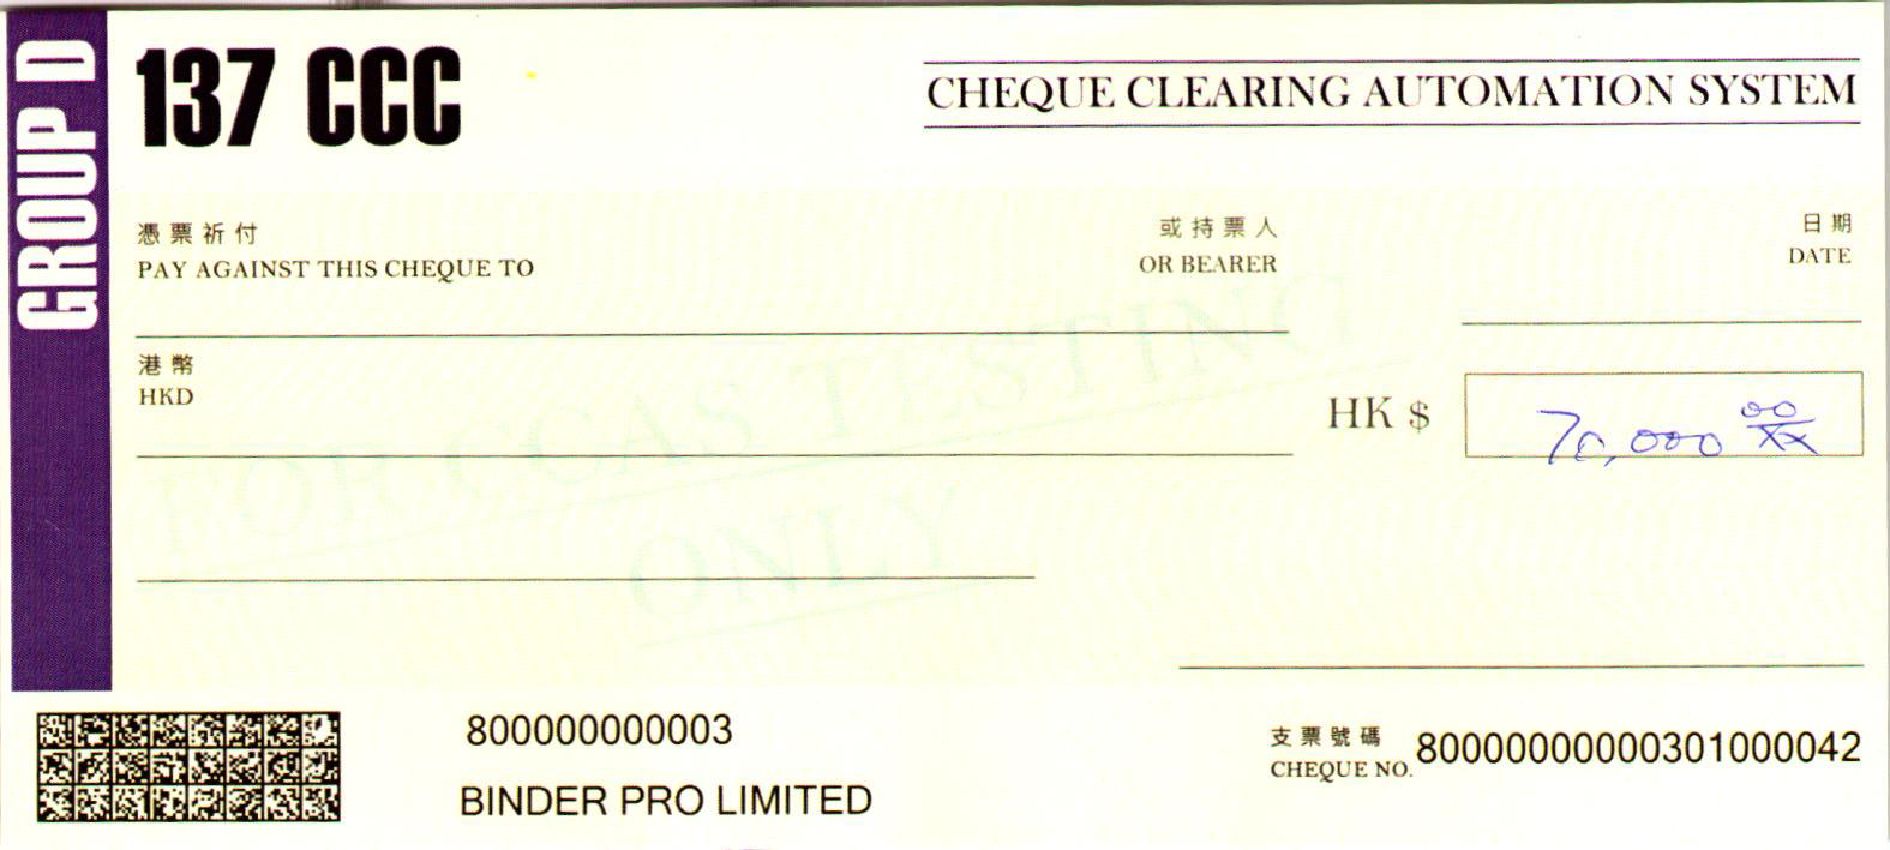 GROUP D
137 CCC
CHEQUE CLEARING AUTOMATION SYSTEM
憑票祈付
PAY AGAINST THIS CHEQUE TO
或持票人
OR BEARER
日期
DATE
港幣
HKD
HK $
70,000 00/XX
FOR CCAS TESTING
ONLY
800000000003
BINDER PRO LIMITED
支票號碼
CHEQUE NO.
80000000000301000042